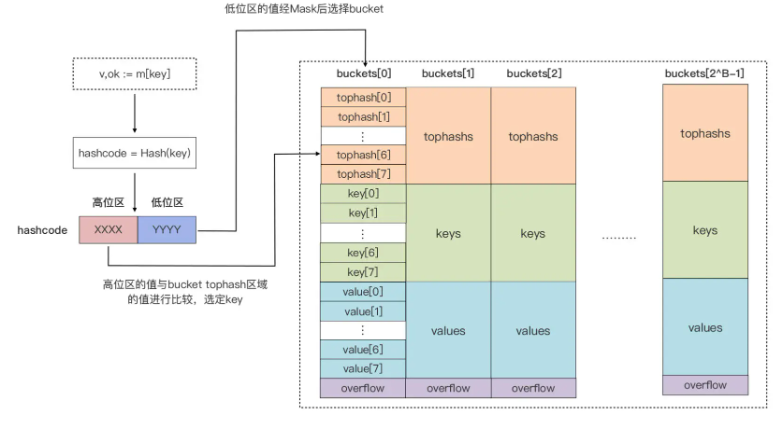 低位区的值经Mask后选择bucket
v,ok := m[key]
hashcode = Hash(key)
高位区 低位区
hashcode XXXX YYYY
高位区的值与bucket tophash区域
的值进行比较，选定key
buckets[0] buckets[1] buckets[2] buckets[2^B-1]
tophash[0]
tophash[1]
⋮
tophash[6]
tophash[7]
tophashs tophashs tophashs
key[0]
key[1]
⋮
key[6]
key[7]
keys keys ......... keys
value[0]
value[1]
⋮
value[6]
value[7]
values values values
overflow overflow overflow overflow